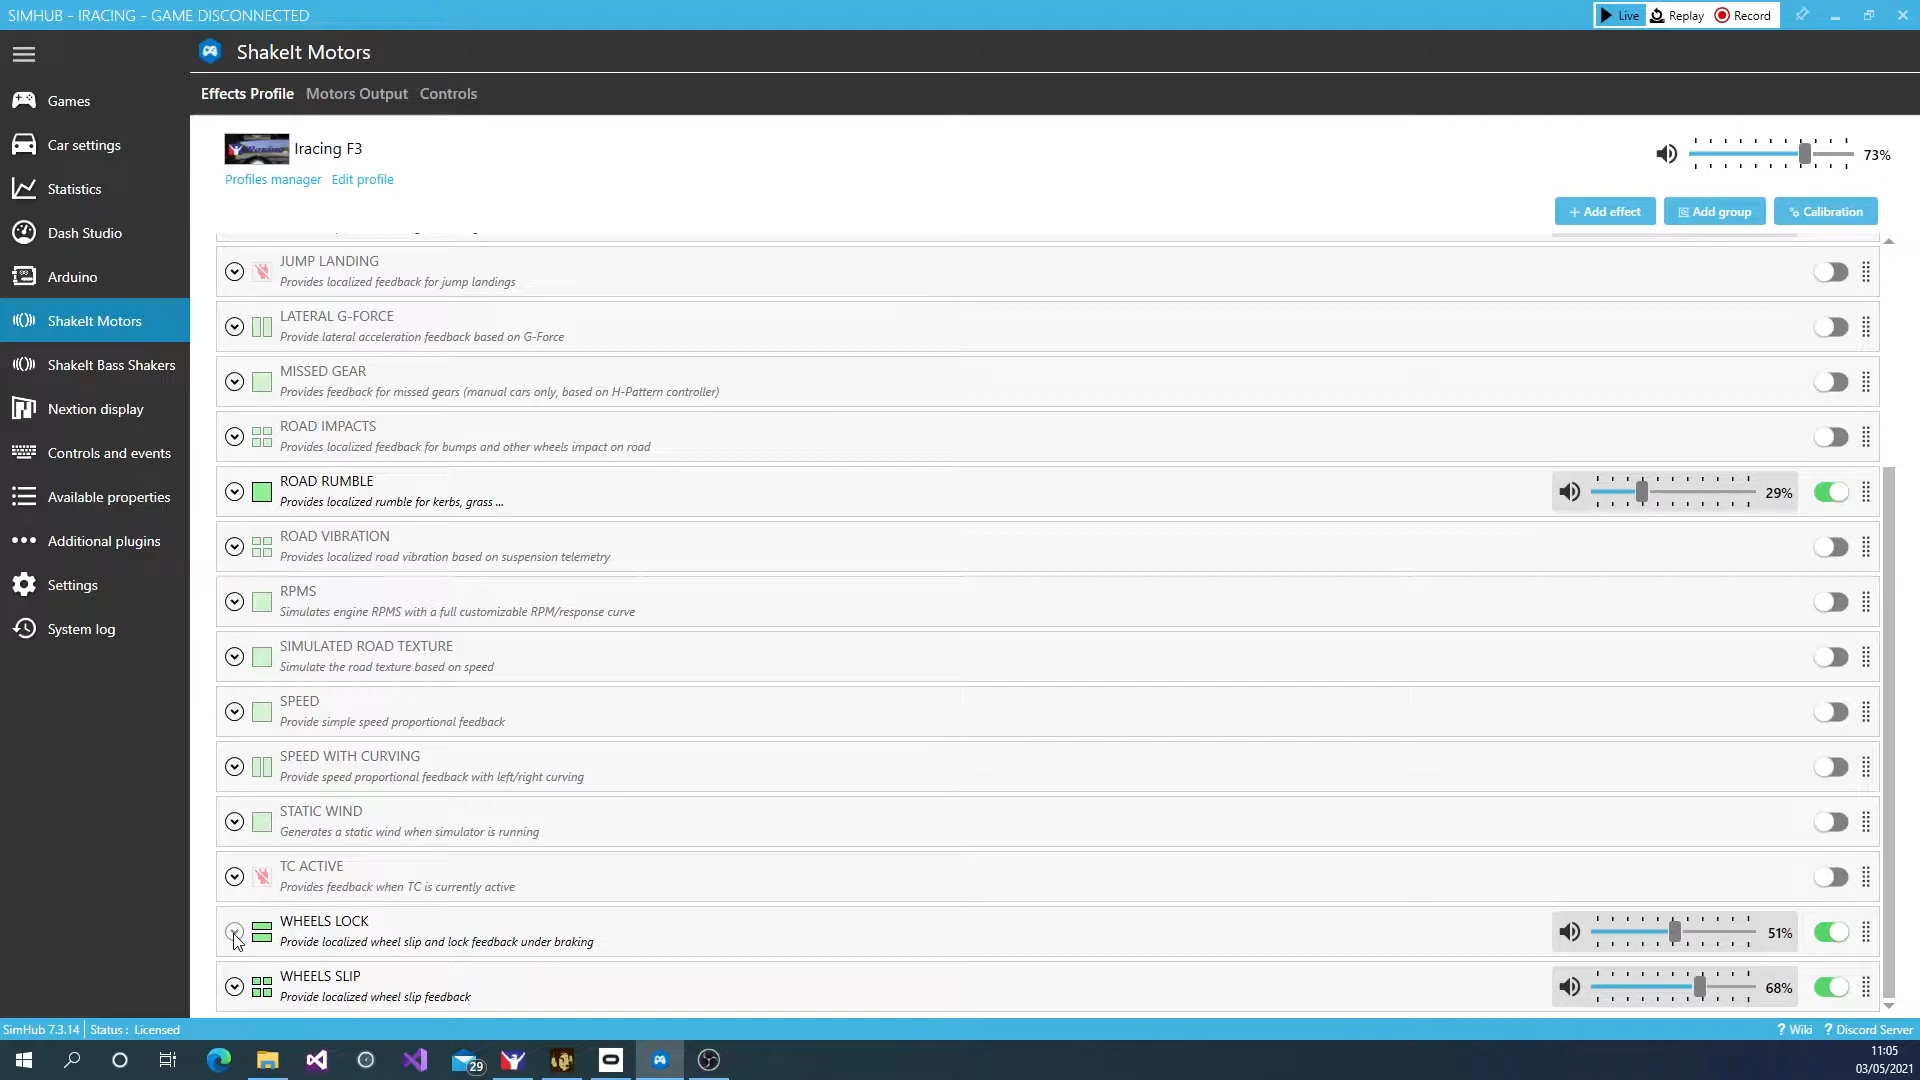 SIMHUB - IRACING - GAME DISCONNECTED
Live
Replay
Record
ShakeIt Motors
Games
Car settings
Statistics
Dash Studio
Arduino
ShakeIt Motors
ShakeIt Bass Shakers
Nextion display
Controls and events
Available properties
Additional plugins
Settings
System log
Effects Profile
Motors Output
Controls
Iracing F3
73%
Profiles manager
Edit profile
Add effect
Add group
Calibration
JUMP LANDING
Provides localized feedback for jump landings
LATERAL G-FORCE
Provide lateral acceleration feedback based on G-Force
MISSED GEAR
Provides feedback for missed gears (manual cars only, based on H-Pattern controller)
ROAD IMPACTS
Provides localized feedback for bumps and other wheels impact on road
ROAD RUMBLE
Provides localized rumble for kerbs, grass ...
29%
ROAD VIBRATION
Provides localized road vibration based on suspension telemetry
RPMS
Simulates engine RPMS with a full customizable RPM/response curve
SIMULATED ROAD TEXTURE
Simulate the road texture based on speed
SPEED
Provide simple speed proportional feedback
SPEED WITH CURVING
Provide speed proportional feedback with left/right curving
STATIC WIND
Generates a static wind when simulator is running
TC ACTIVE
Provides feedback when TC is currently active
WHEELS LOCK
Provide localized wheel slip and lock feedback under braking
51%
WHEELS SLIP
Provide localized wheel slip feedback
68%
SimHub 7.3.14
Status : Licensed
? Wiki
? Discord Server
29
11:05
03/05/2021